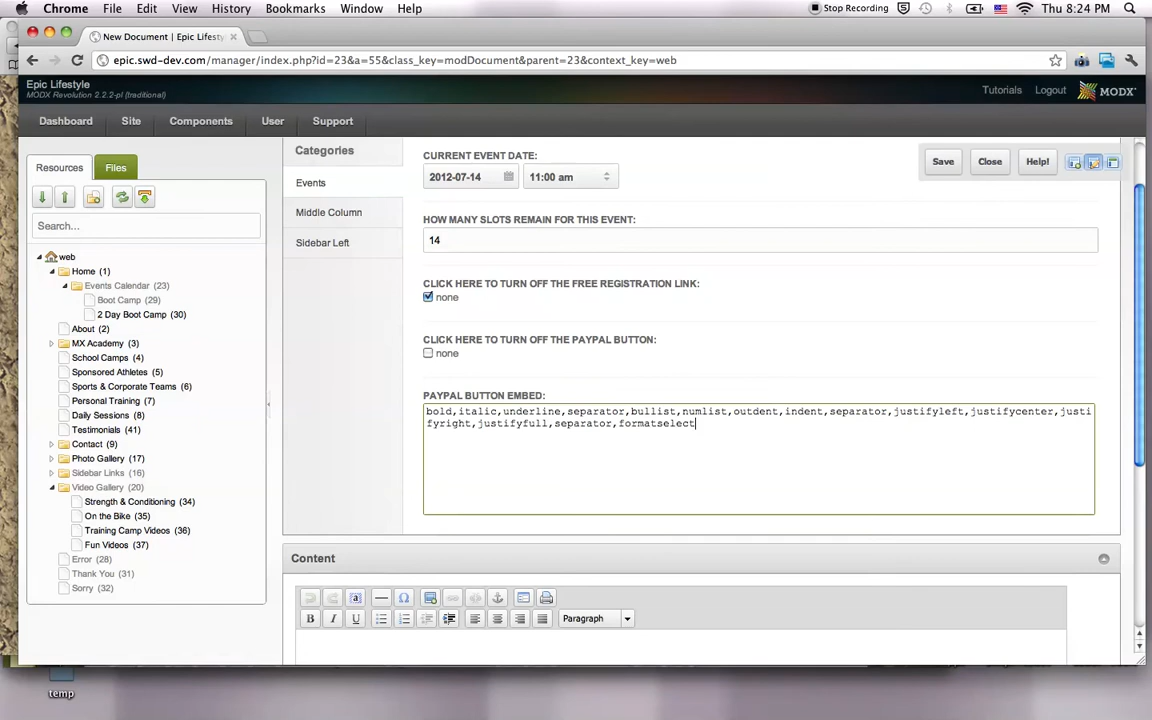 Chrome File Edit View History Bookmarks Window Help Stop Recording Thu 8:24 PM
New Document | Epic Lifesty
epic.swd-dev.com/manager/index.php?id=23&a=55&class_key=modDocument&parent=23&context_key=web
Epic Lifestyle
MODX Revolution 2.2.2-pl (traditional)
Tutorials Logout MODX
Dashboard Site Components User Support
Resources Files
Search...
web
Home (1)
Events Calendar (23)
Boot Camp (29)
2 Day Boot Camp (30)
About (2)
MX Academy (3)
School Camps (4)
Sponsored Athletes (5)
Sports & Corporate Teams (6)
Personal Training (7)
Daily Sessions (8)
Testimonials (41)
Contact (9)
Photo Gallery (17)
Sidebar Links (16)
Video Gallery (20)
Strength & Conditioning (34)
On the Bike (35)
Training Camp Videos (36)
Fun Videos (37)
Error (28)
Thank You (31)
Sorry (32)
Categories
Events
Middle Column
Sidebar Left
Save Close Help!
CURRENT EVENT DATE:
2012-07-14 11:00 am
HOW MANY SLOTS REMAIN FOR THIS EVENT:
14
CLICK HERE TO TURN OFF THE FREE REGISTRATION LINK:
none
CLICK HERE TO TURN OFF THE PAYPAL BUTTON:
none
PAYPAL BUTTON EMBED:
bold,italic,underline,separator,bullist,numlist,outdent,indent,separator,justifyleft,justifycenter,justi
fyright,justifyfull,separator,formatselect
Content
B I U Paragraph
temp